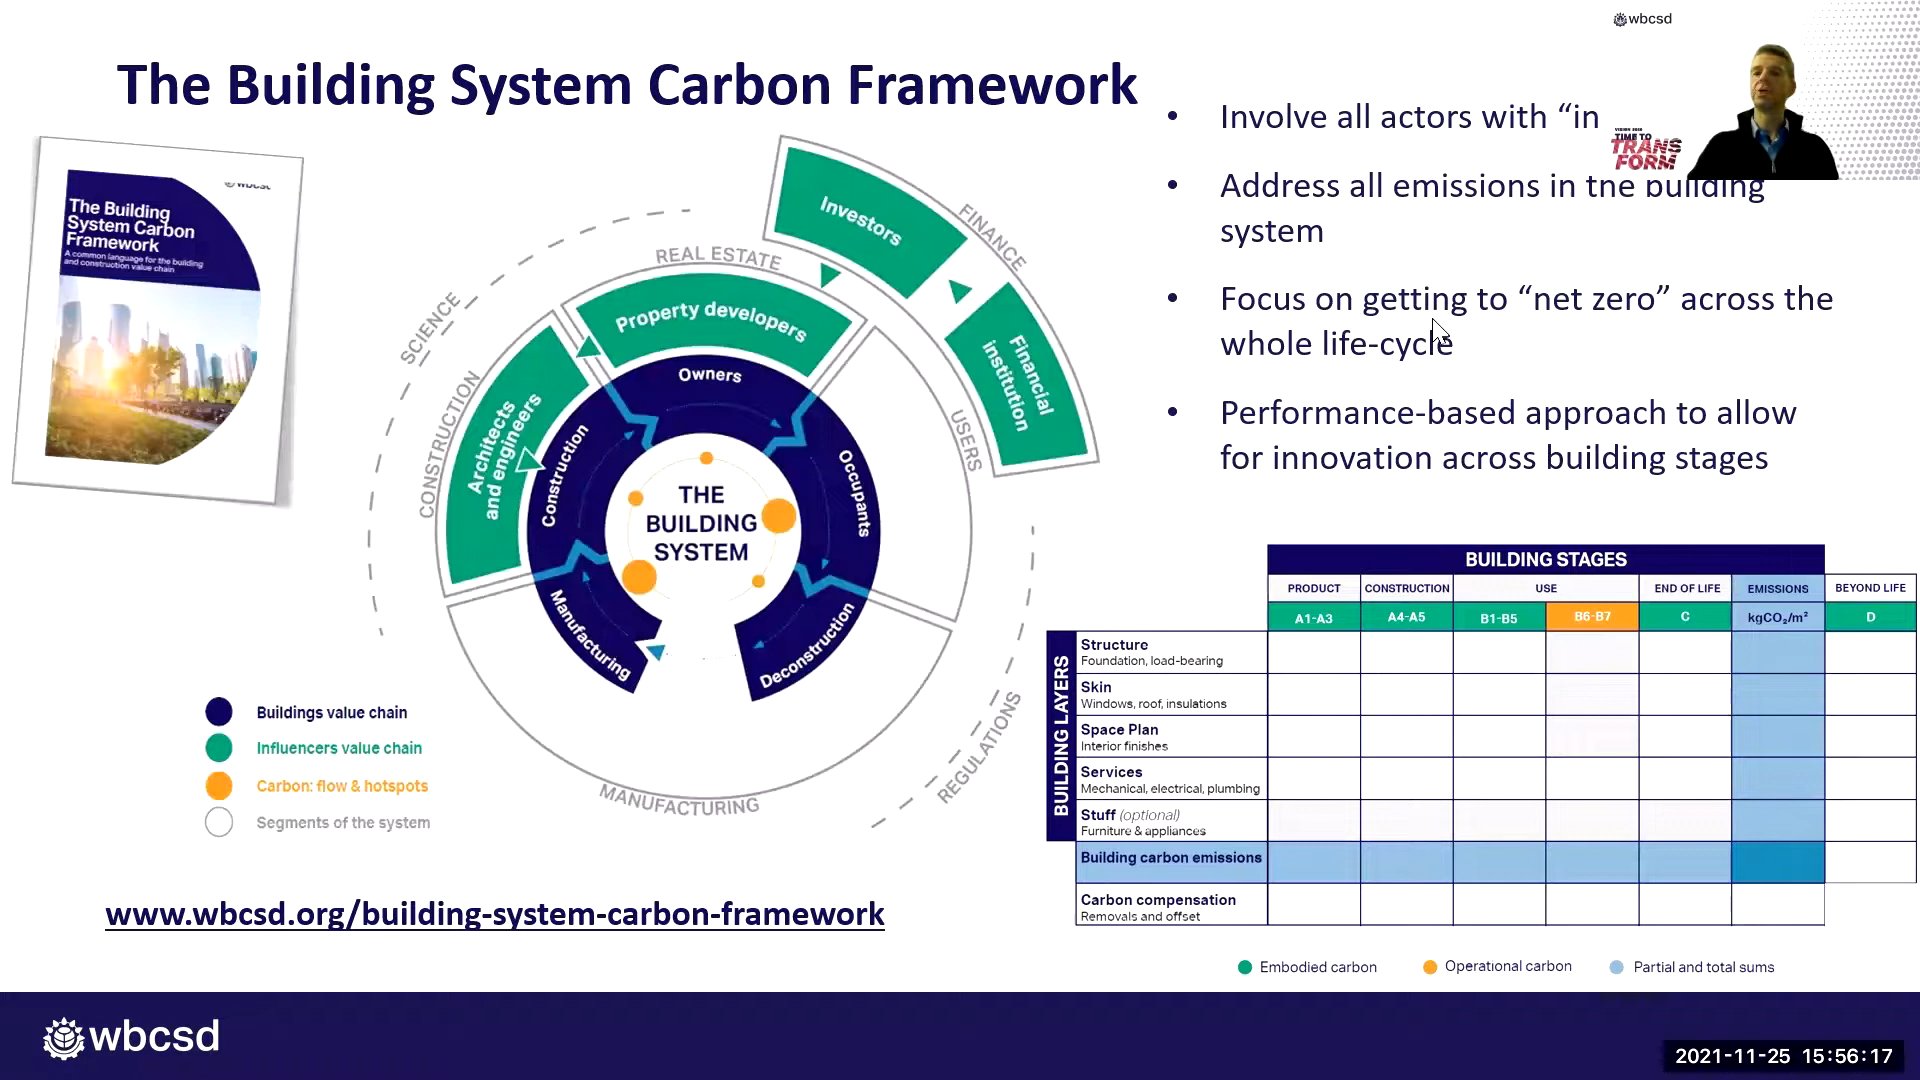 wbcsd
The Building System Carbon Framework
Involve all actors with “in
VISION 2050
TIME TO
TRANS
FORM
Address all emissions in the building
system
Focus on getting to “net zero” across the
whole life-cycle
Performance-based approach to allow
for innovation across building stages
wbcsd
The Building
System Carbon
Framework
A common language for the building
and construction value chain
SCIENCE
CONSTRUCTION
REAL ESTATE
FINANCE
USERS
REGULATIONS
MANUFACTURING
Investors
Financial
institution
Property developers
Architects
and engineers
Owners
Occupants
Construction
Manufacturing
Deconstruction
THE
BUILDING
SYSTEM
Buildings value chain
Influencers value chain
Carbon: flow & hotspots
Segments of the system
www.wbcsd.org/building-system-carbon-framework
BUILDING STAGES
PRODUCT CONSTRUCTION USE END OF LIFE EMISSIONS BEYOND LIFE
A1-A3 A4-A5 B1-B5 B6-B7 C kgCO₂/m² D
BUILDING LAYERS
Structure
Foundation, load-bearing
Skin
Windows, roof, insulations
Space Plan
Interior finishes
Services
Mechanical, electrical, plumbing
Stuff (optional)
Furniture & appliances
Building carbon emissions
Carbon compensation
Removals and offset
Embodied carbon Operational carbon Partial and total sums
wbcsd
2021-11-25 15:56:17